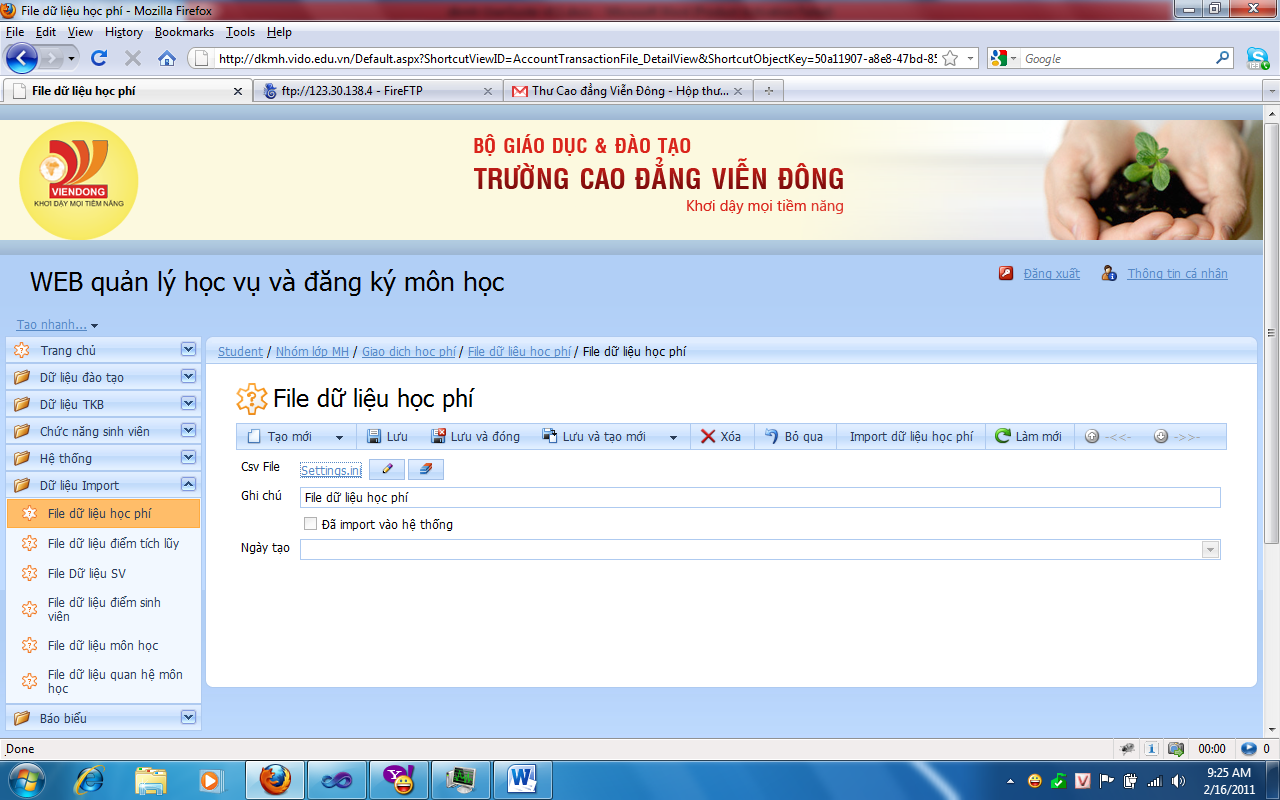 File dữ liệu học phí - Mozilla Firefox
File Edit View History Bookmarks Tools Help
http://dkmh.vido.edu.vn/Default.aspx?ShortcutViewID=AccountTransactionFile_DetailView&ShortcutObjectKey=50a11907-a8e8-47bd-85
Google
File dữ liệu học phí
ftp://123.30.138.4 - FireFTP
Thư Cao đẳng Viễn Đông - Hộp thư...
VIENDONG
KHƠI DẬY MỌI TIỀM NĂNG
BỘ GIÁO DỤC & ĐÀO TẠO
TRƯỜNG CAO ĐẲNG VIỄN ĐÔNG
Khơi dậy mọi tiềm năng
WEB quản lý học vụ và đăng ký môn học
Đăng xuất Thông tin cá nhân
Tạo nhanh...
Trang chủ
Dữ liệu đào tạo
Dữ liệu TKB
Chức năng sinh viên
Hệ thống
Dữ liệu Import
File dữ liệu học phí
File dữ liệu điểm tích lũy
File Dữ liệu SV
File dữ liệu điểm sinh
viên
File dữ liệu môn học
File dữ liệu quan hệ môn
học
Báo biểu
Student / Nhóm lớp MH / Giao dịch học phí / File dữ liệu học phí / File dữ liệu học phí
File dữ liệu học phí
Tạo mới Lưu Lưu và đóng Lưu và tạo mới Xóa Bỏ qua Import dữ liệu học phí Làm mới -<<- ->>-
Csv File Settings.ini
Ghi chú File dữ liệu học phí
Đã import vào hệ thống
Ngày tạo
Done
00:00 0
9:25 AM
2/16/2011